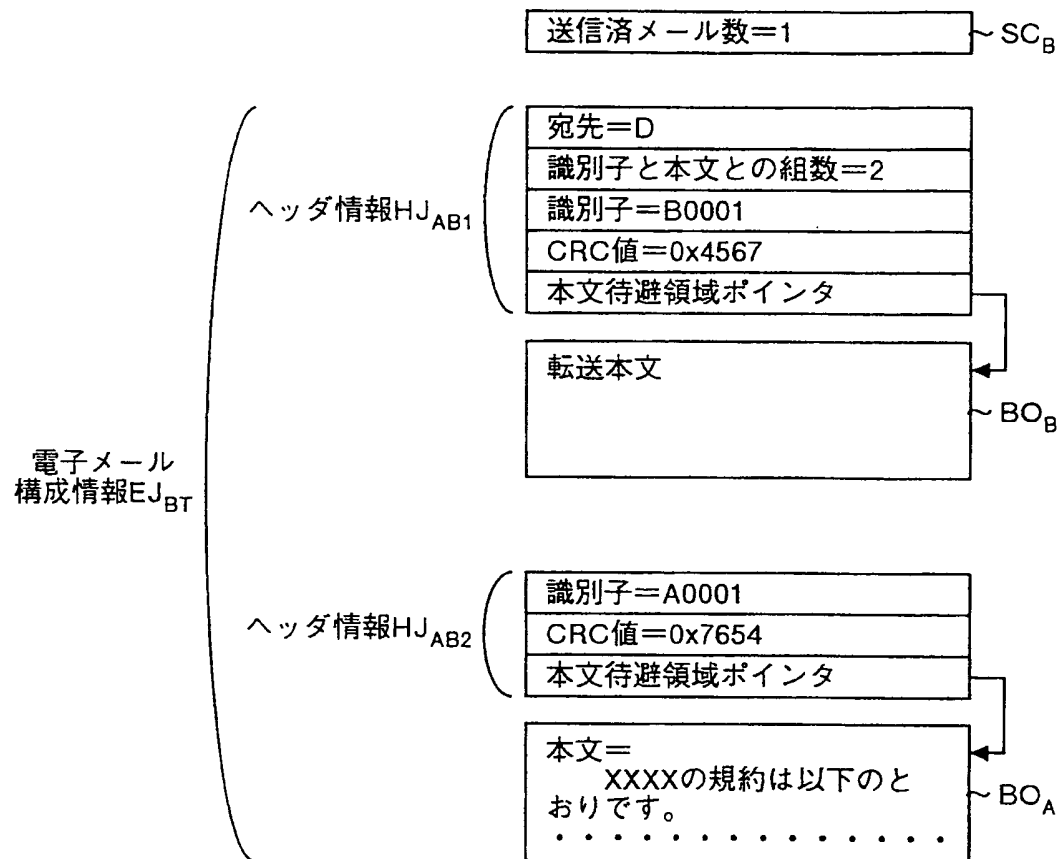 送信済メール数＝1
SC_B
宛先＝D
識別子と本文との組数＝2
ヘッダ情報HJ_AB1
識別子＝B0001
CRC値＝0x4567
本文待避領域ポインタ
転送本文
BO_B
電子メール
構成情報EJ_BT
識別子＝A0001
ヘッダ情報HJ_AB2
CRC値＝0x7654
本文待避領域ポインタ
本文＝
XXXXの規約は以下のと
おりです。
BO_A
・・・・・・・・・・・・・・